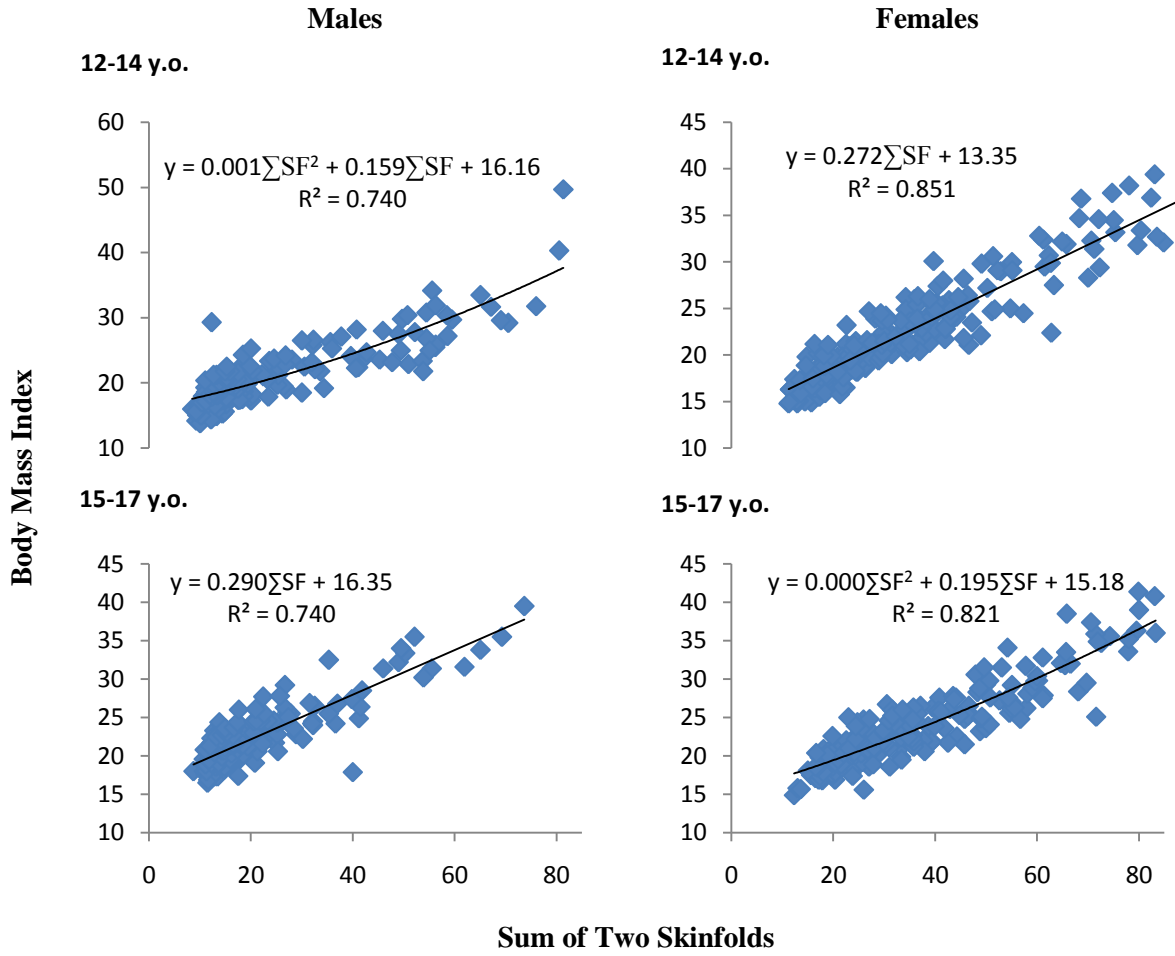 Males
Females
12-14 y.o.
12-14 y.o.
60
50
40
30
20
10
y = 0.001∑SF² + 0.159∑SF + 16.16
R² = 0.740
45
40
35
30
25
20
15
10
y = 0.272∑SF + 13.35
R² = 0.851
Body Mass Index
15-17 y.o.
15-17 y.o.
45
40
35
30
25
20
15
10
y = 0.290∑SF + 16.35
R² = 0.740
0 20 40 60 80
45
40
35
30
25
20
15
10
y = 0.000∑SF² + 0.195∑SF + 15.18
R² = 0.821
0 20 40 60 80
Sum of Two Skinfolds